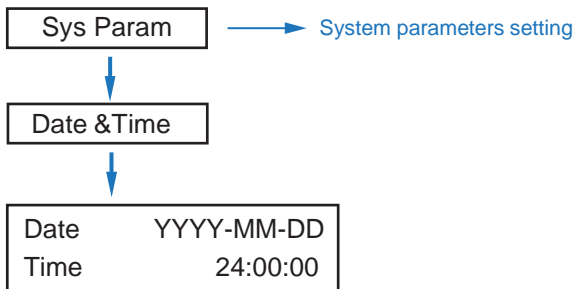 Sys Param
System parameters setting
Date &Time
Date YYYY-MM-DD
Time 24:00:00